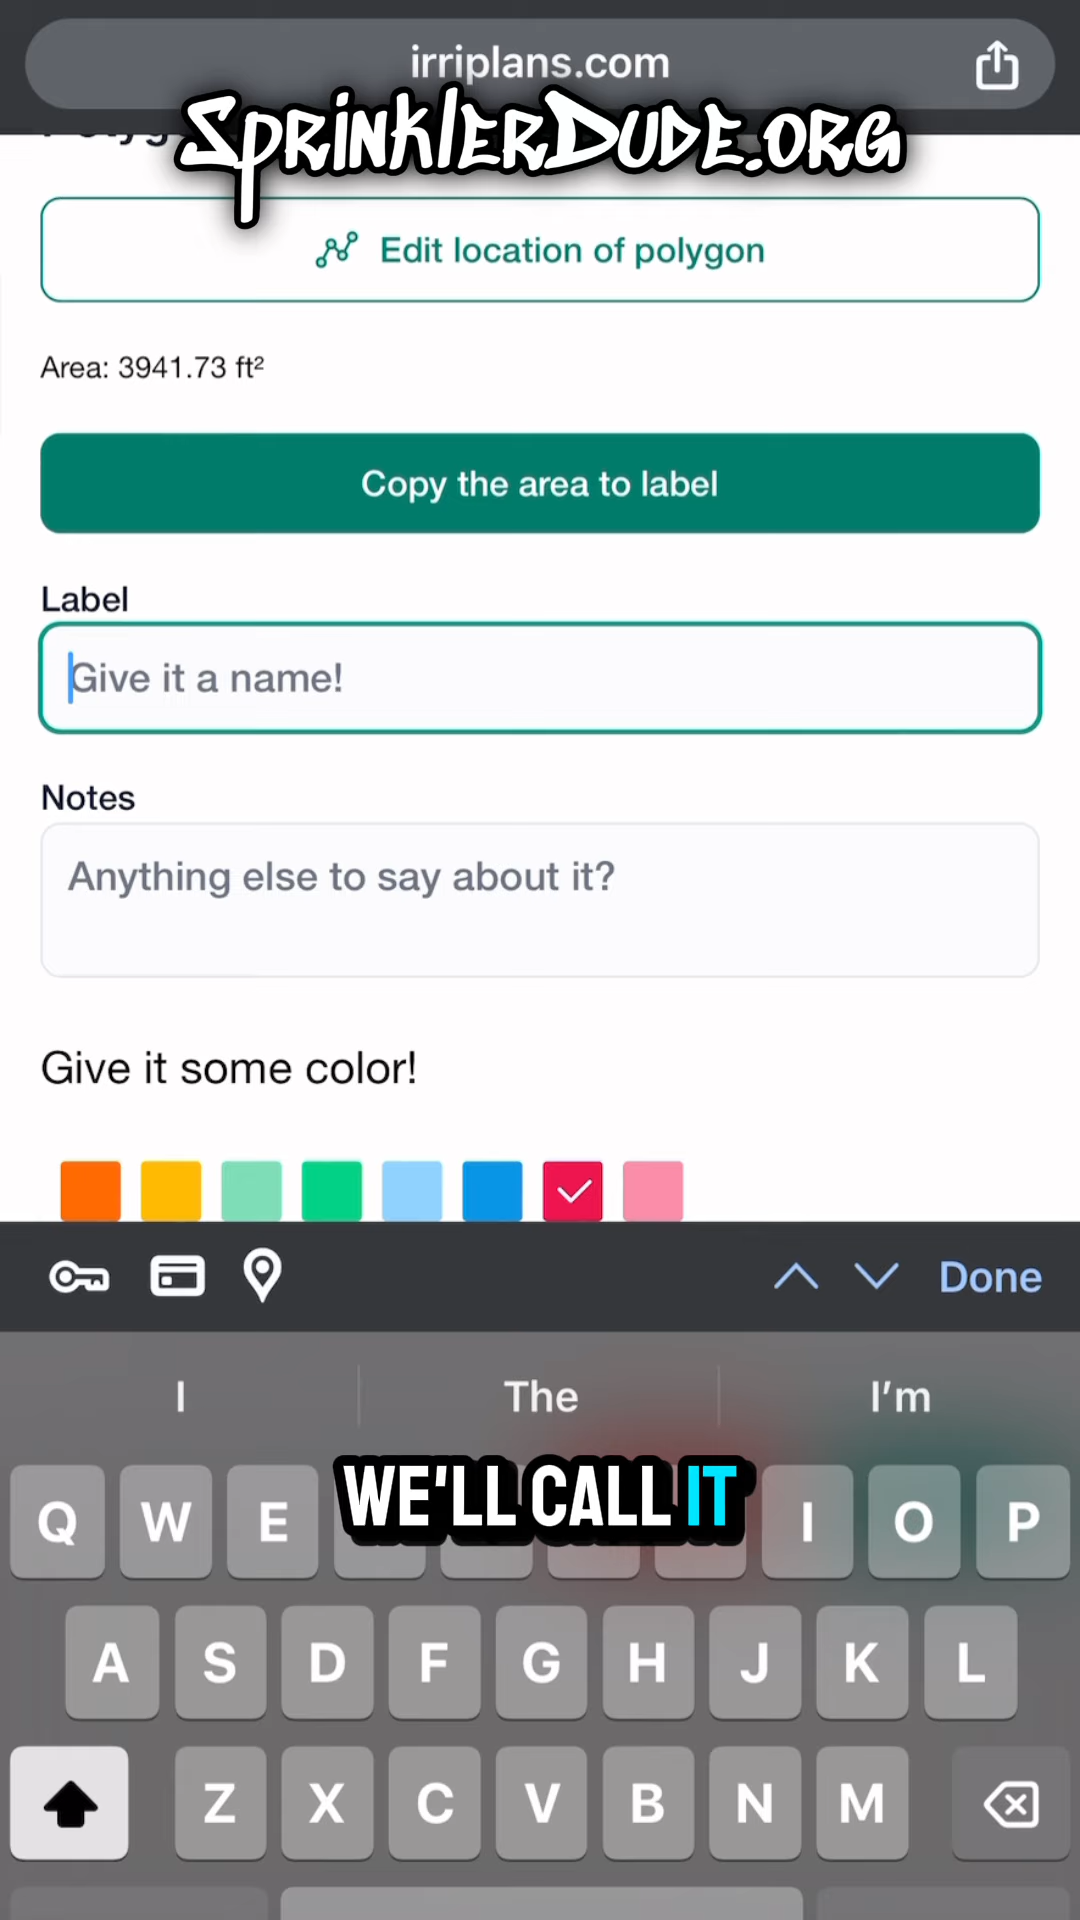 irriplans.com
SprinklerDude.org
Edit location of polygon
Area: 3941.73 ft²
Copy the area to label
Label
Give it a name!
Notes
Anything else to say about it?
Give it some color!
Done
I The I'm
WE'LL CALL IT
Q W E I O P
A S D F G H J K L
Z X C V B N M